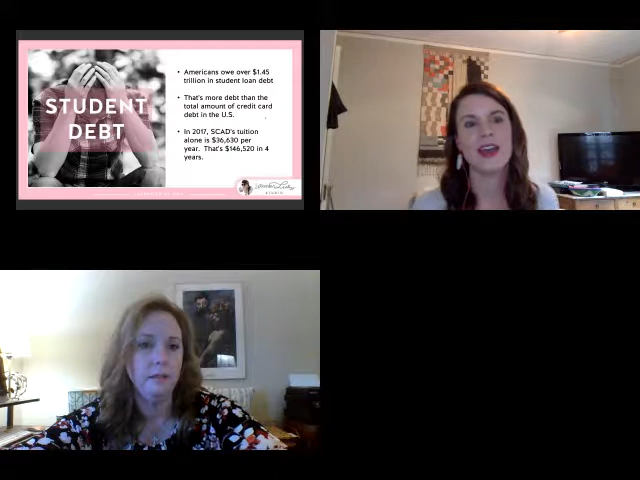 STUDENT
DEBT
• Americans owe over $1.45
trillion in student loan debt
• That's more debt than the
total amount of credit card
debt in the U.S.
• In 2017, SCAD's tuition
alone is $36,630 per
year. That's $146,520 in 4
years.